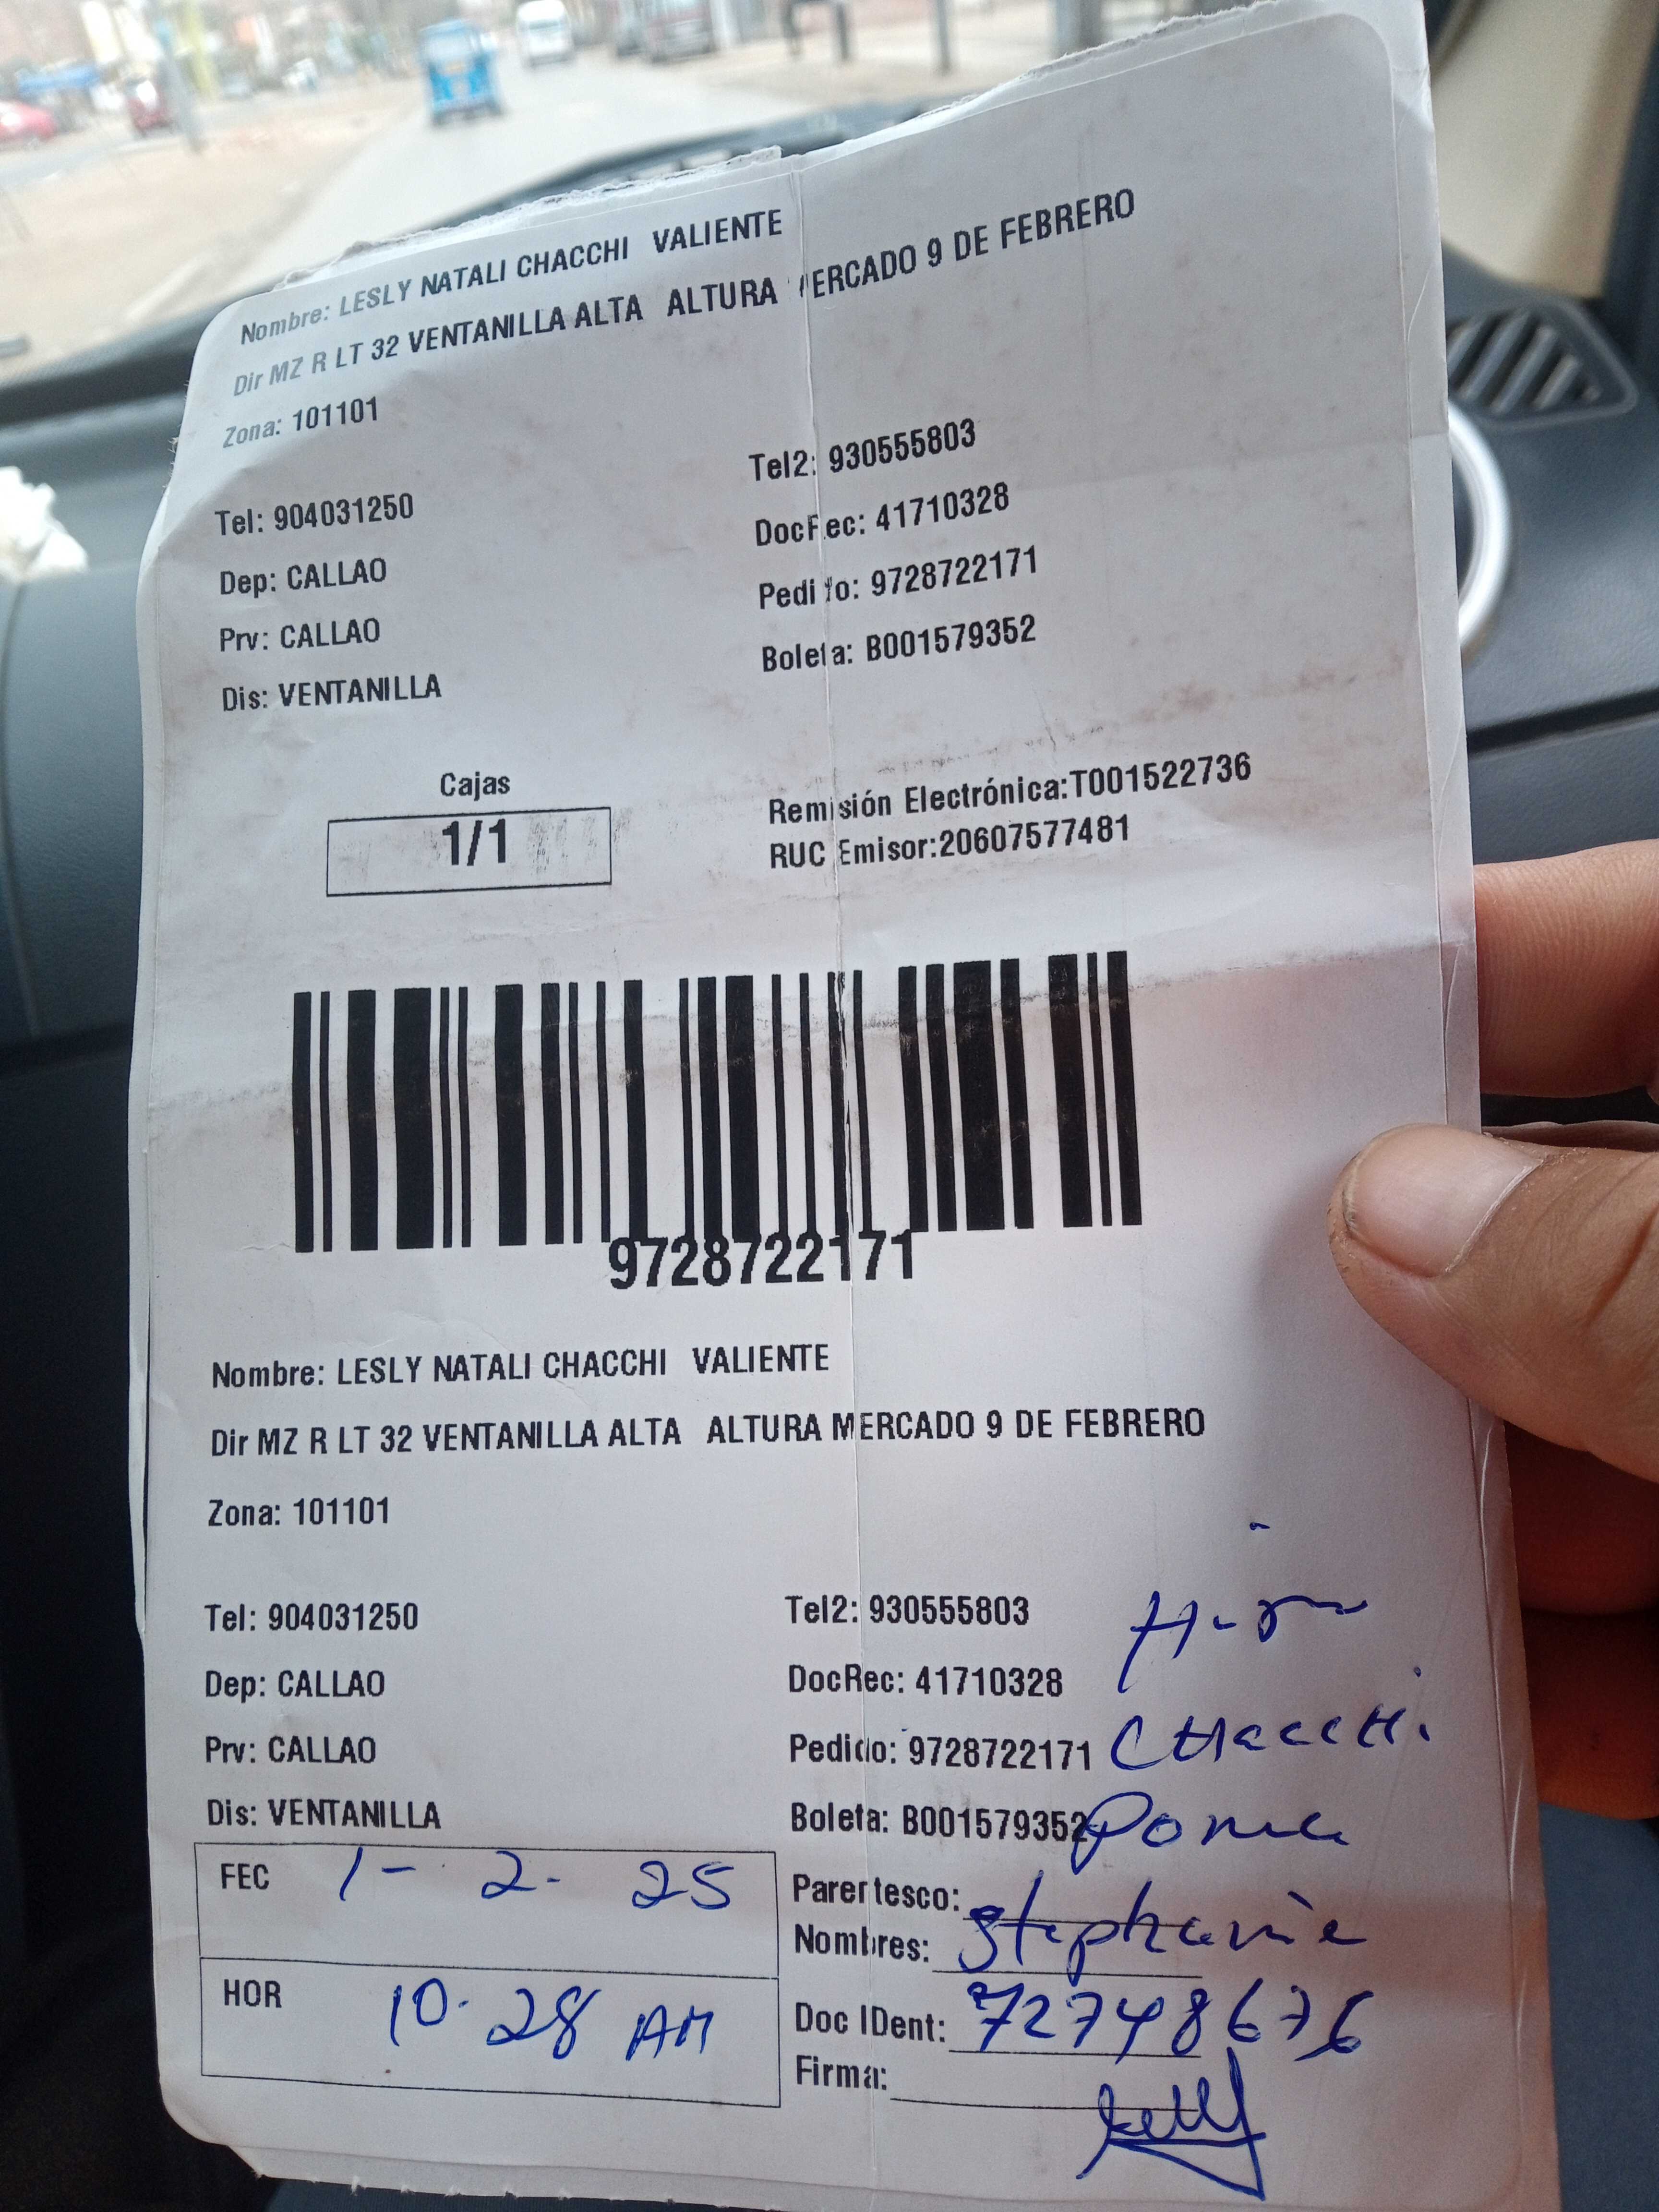 Nombre: LESLY NATALI CHACCHI VALIENTE
Dir MZ R LT 32 VENTANILLA ALTA ALTURA MERCADO 9 DE FEBRERO
Zona: 101101
Tel: 904031250
Tel2: 930555803
Dep: CALLAO
DocRec: 41710328
Prv: CALLAO
Pedido: 9728722171
Dis: VENTANILLA
Boleta: B001579352
Cajas
1/1
Remisión Electrónica:T001522736
RUC Emisor:20607577481
9728722171
Nombre: LESLY NATALI CHACCHI VALIENTE
Dir MZ R LT 32 VENTANILLA ALTA ALTURA MERCADO 9 DE FEBRERO
Zona: 101101
Tel: 904031250
Tel2: 930555803
Dep: CALLAO
DocRec: 41710328
Prv: CALLAO
Pedido: 9728722171 CHacchi
Dis: VENTANILLA
Boleta: B001579352 Poma
FEC 1-2-25
Parentesco:
Nombres: stephanie
HOR 10.28 AM
Doc IDent: 72748676
Firma: